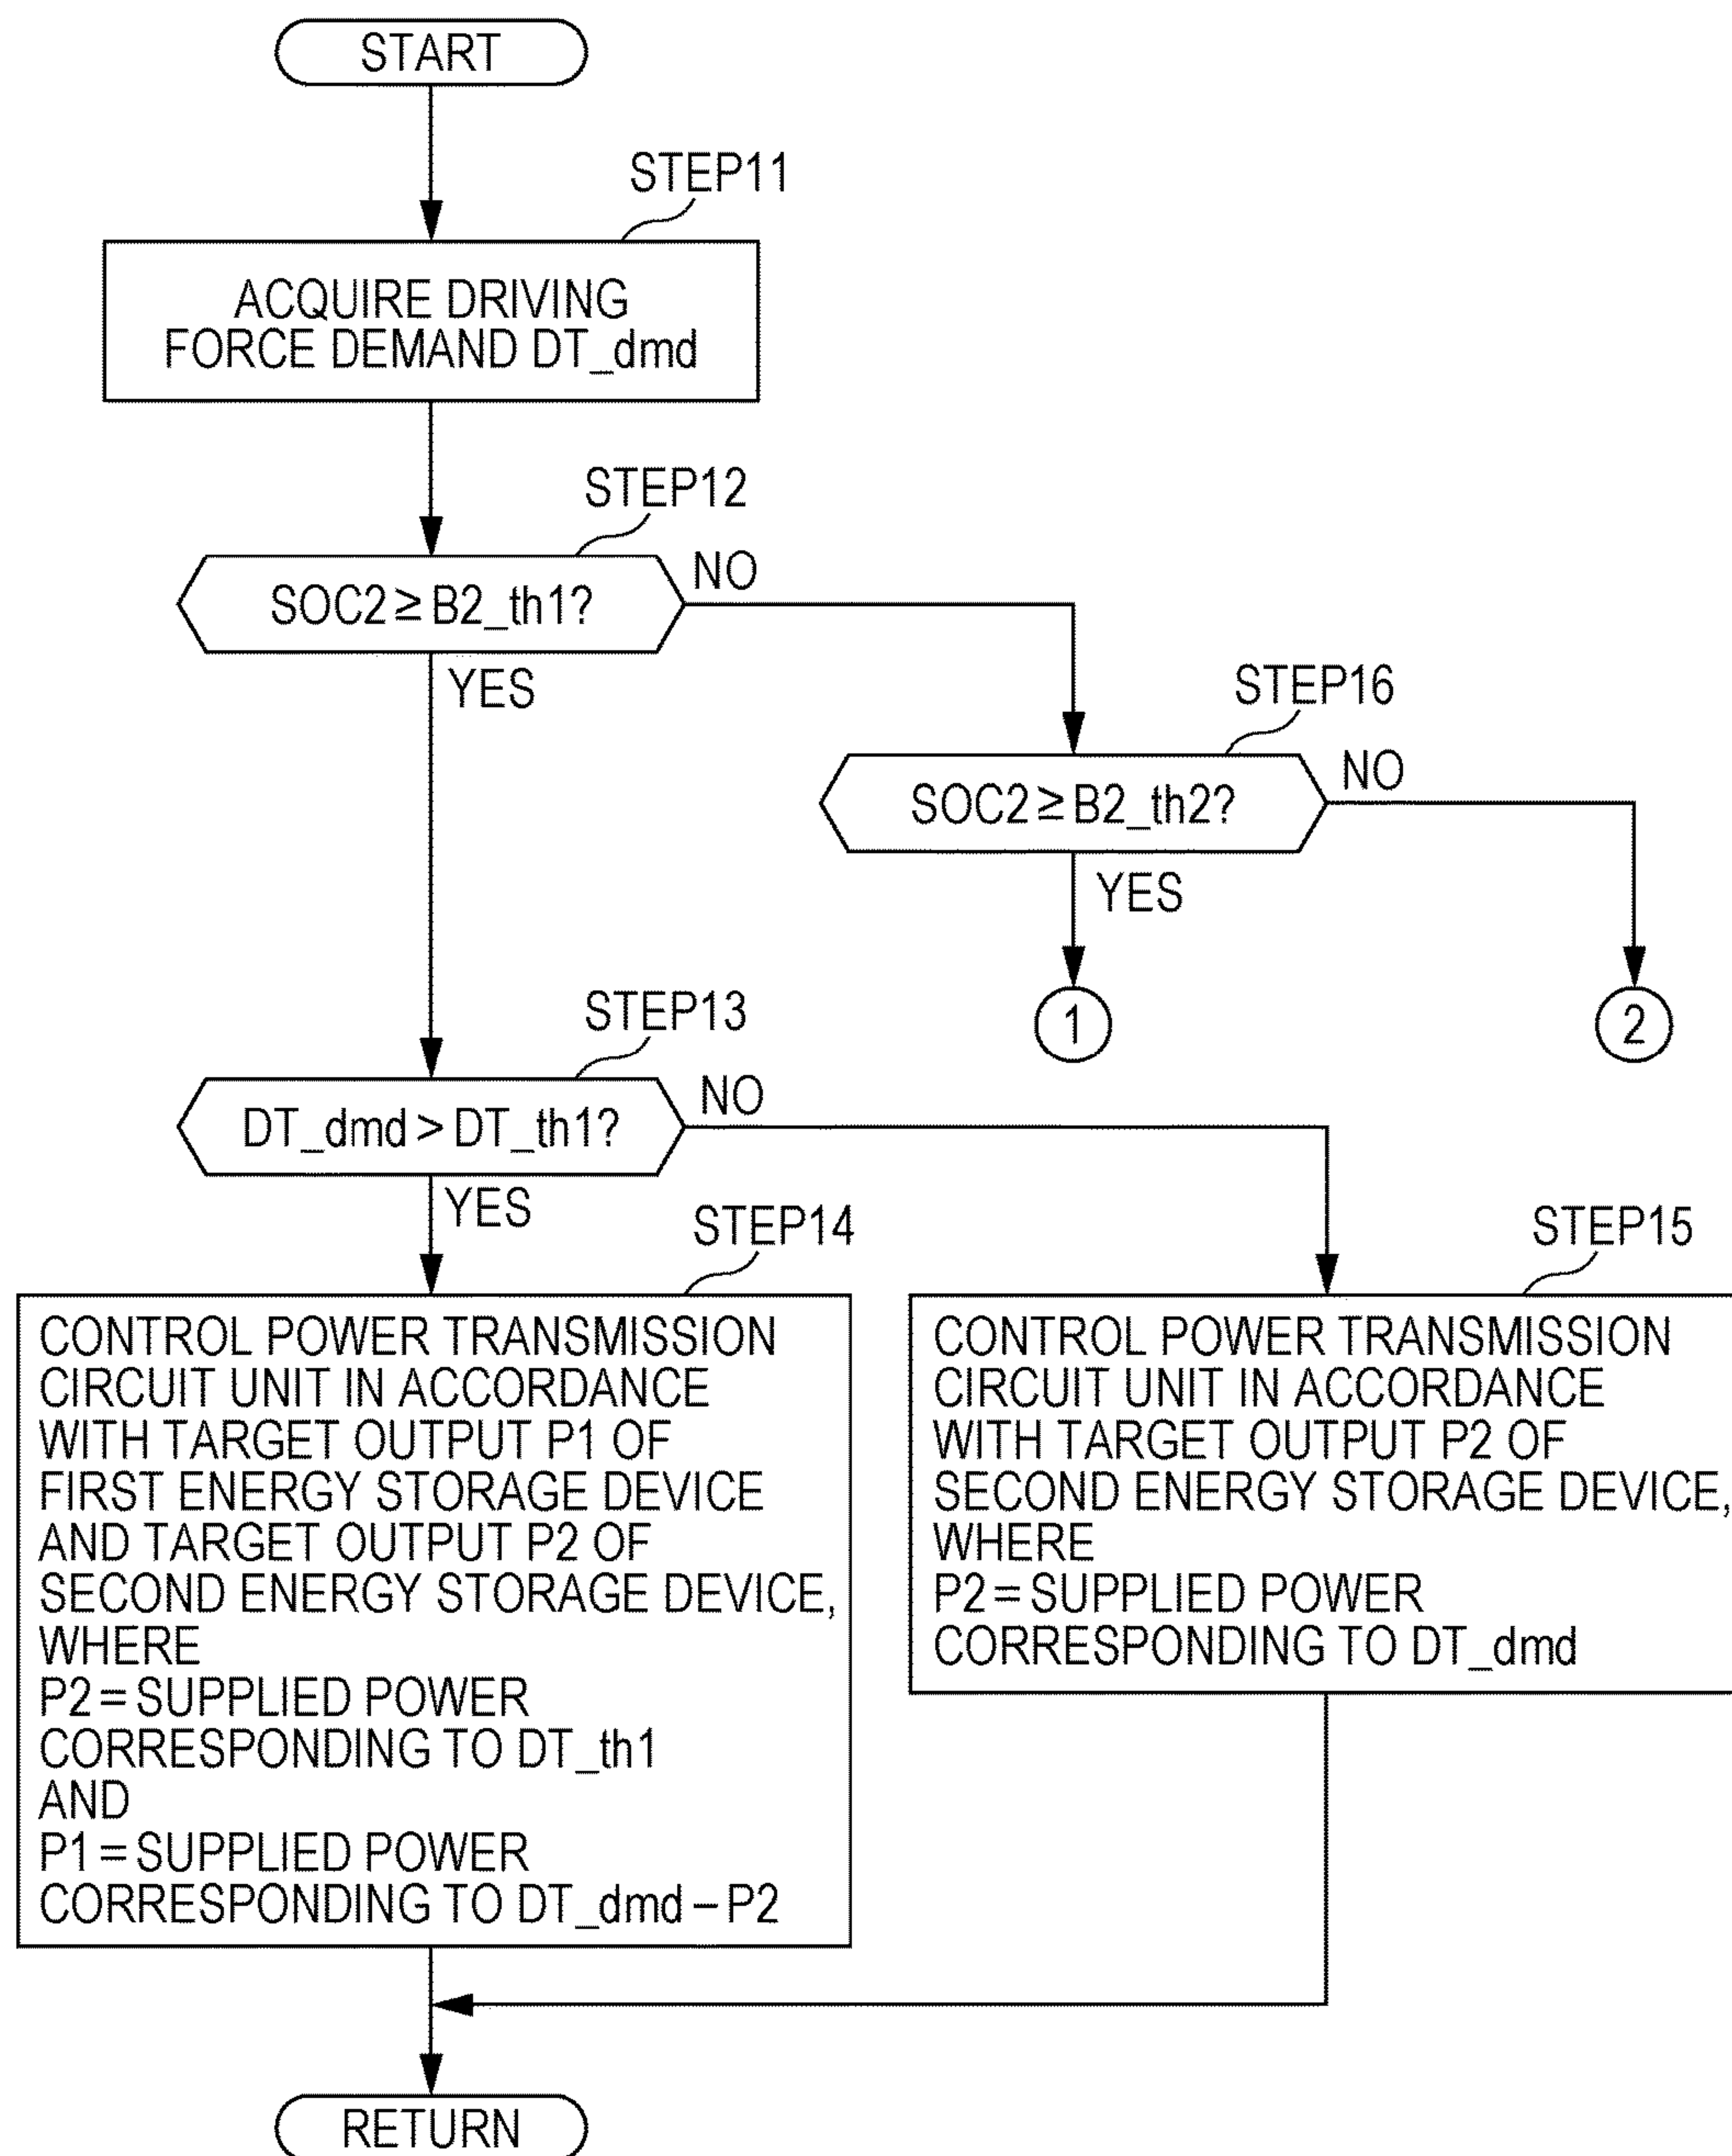 START
STEP11
ACQUIRE DRIVING
FORCE DEMAND DT_dmd
STEP12
SOC2 ≥ B2_th1?
NO
YES
STEP16
SOC2 ≥ B2_th2?
NO
YES
1
2
STEP13
DT_dmd > DT_th1?
NO
YES
STEP14
CONTROL POWER TRANSMISSION
CIRCUIT UNIT IN ACCORDANCE
WITH TARGET OUTPUT P1 OF
FIRST ENERGY STORAGE DEVICE
AND TARGET OUTPUT P2 OF
SECOND ENERGY STORAGE DEVICE,
WHERE
P2 = SUPPLIED POWER
CORRESPONDING TO DT_th1
AND
P1 = SUPPLIED POWER
CORRESPONDING TO DT_dmd – P2
STEP15
CONTROL POWER TRANSMISSION
CIRCUIT UNIT IN ACCORDANCE
WITH TARGET OUTPUT P2 OF
SECOND ENERGY STORAGE DEVICE,
WHERE
P2 = SUPPLIED POWER
CORRESPONDING TO DT_dmd
RETURN